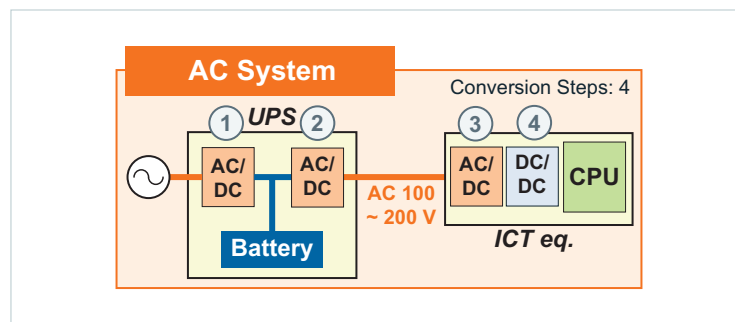 AC System
Conversion Steps: 4
1
UPS
2
3
4
AC/
DC
AC/
DC
AC/
DC
DC/
DC
CPU
AC 100
~ 200 V
Battery
ICT eq.